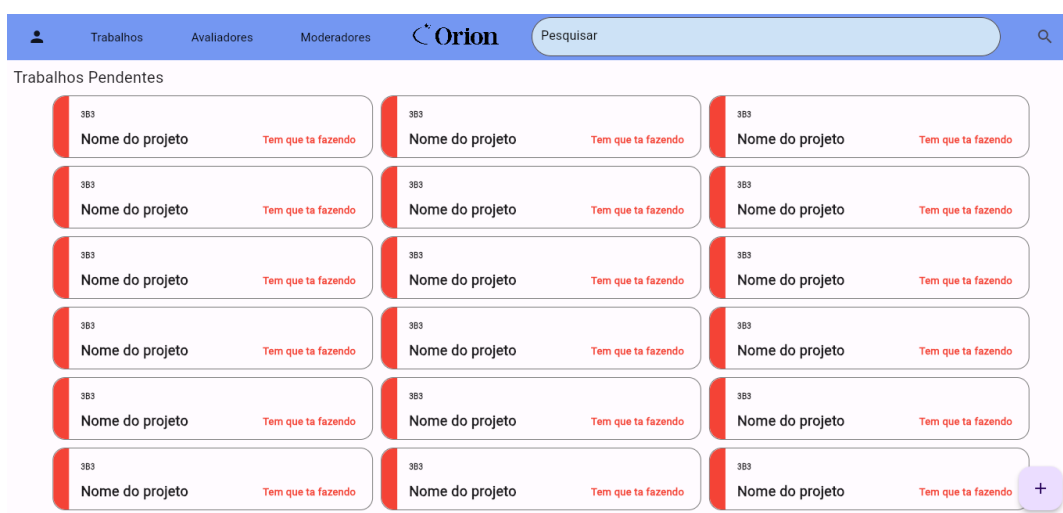 Trabalhos Avaliadores Moderadores Orion Pesquisar
Trabalhos Pendentes
3B3 3B3 3B3
Nome do projeto Tem que ta fazendo Nome do projeto Tem que ta fazendo Nome do projeto Tem que ta fazendo
3B3 3B3 3B3
Nome do projeto Tem que ta fazendo Nome do projeto Tem que ta fazendo Nome do projeto Tem que ta fazendo
3B3 3B3 3B3
Nome do projeto Tem que ta fazendo Nome do projeto Tem que ta fazendo Nome do projeto Tem que ta fazendo
3B3 3B3 3B3
Nome do projeto Tem que ta fazendo Nome do projeto Tem que ta fazendo Nome do projeto Tem que ta fazendo
3B3 3B3 3B3
Nome do projeto Tem que ta fazendo Nome do projeto Tem que ta fazendo Nome do projeto Tem que ta fazendo
3B3 3B3 3B3
Nome do projeto Tem que ta fazendo Nome do projeto Tem que ta fazendo Nome do projeto Tem que ta fazendo +